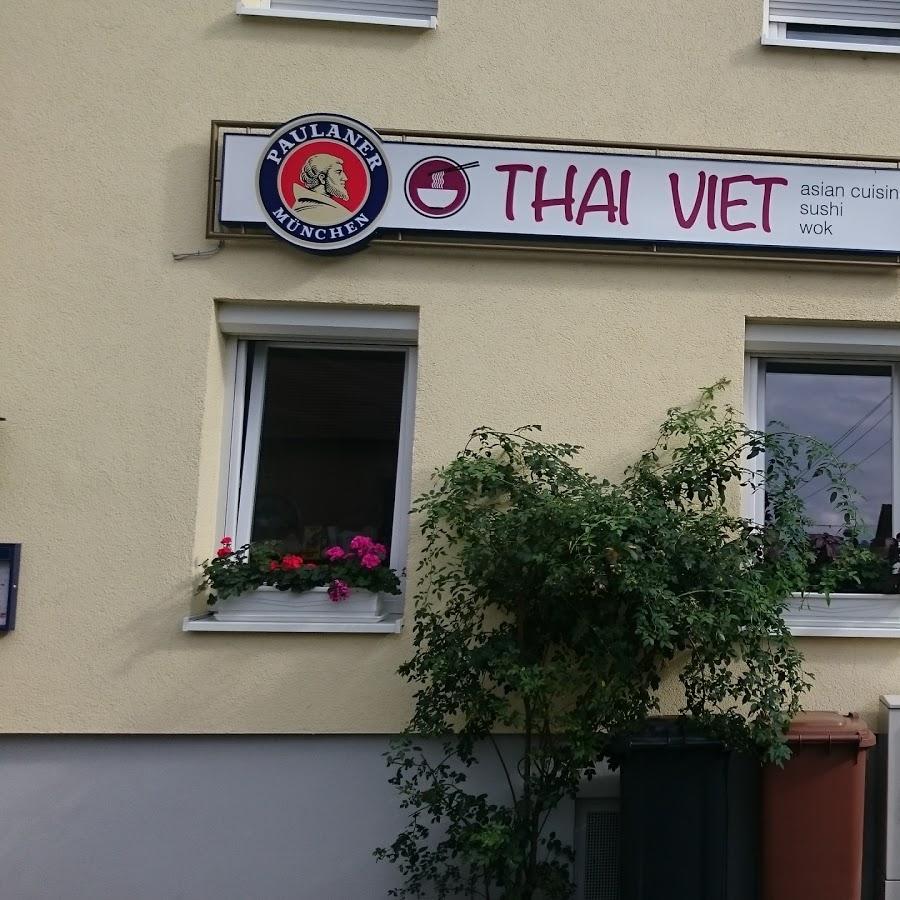 PAULANER
MÜNCHEN
THAI VIET
asian cuisin
sushi
wok